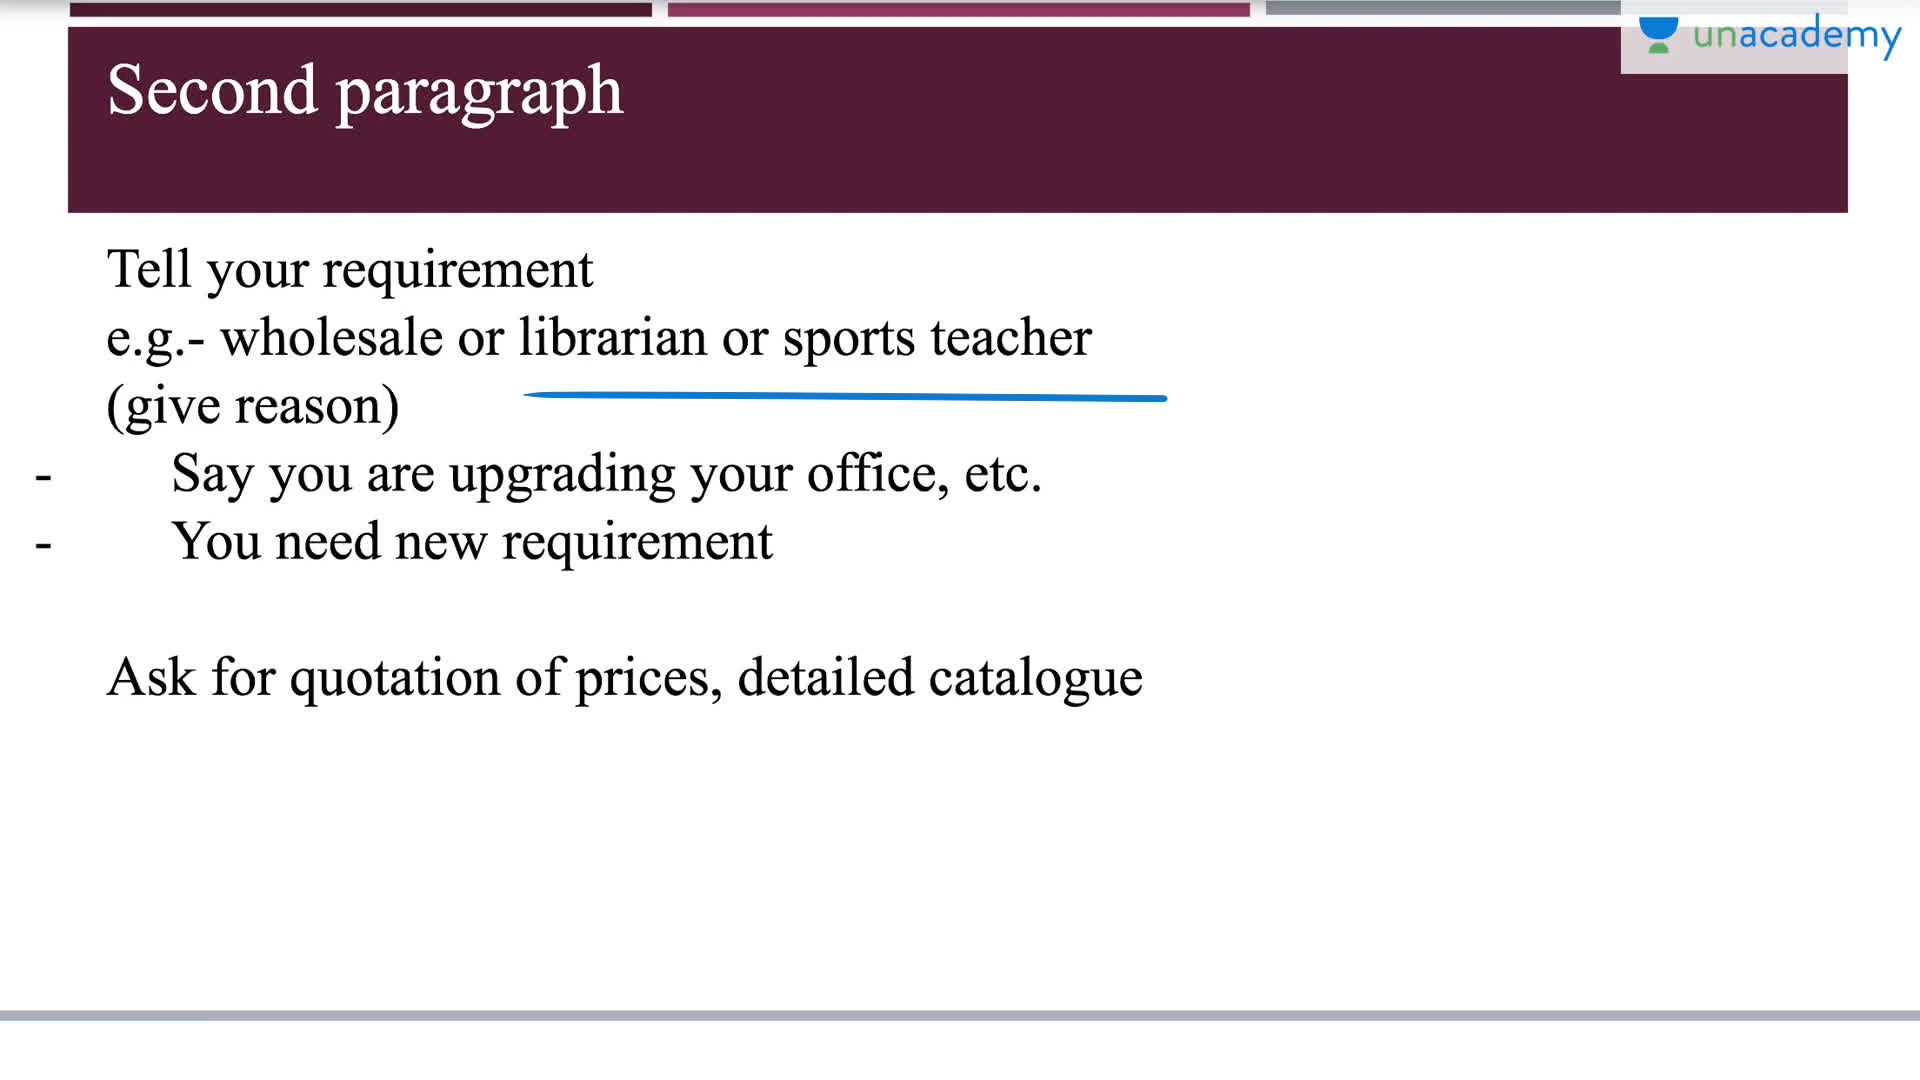 unacademy
Second paragraph
Tell your requirement
e.g.- wholesale or librarian or sports teacher
(give reason)
- Say you are upgrading your office, etc.
- You need new requirement
Ask for quotation of prices, detailed catalogue